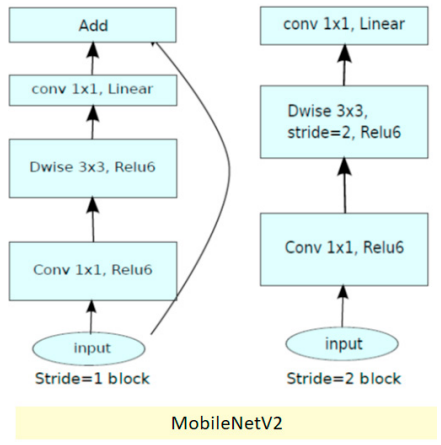 Add
conv 1x1, Linear
Dwise 3x3, Relu6
Conv 1x1, Relu6
input
Stride=1 block
conv 1x1, Linear
Dwise 3x3,
stride=2, Relu6
Conv 1x1, Relu6
input
Stride=2 block
MobileNetV2